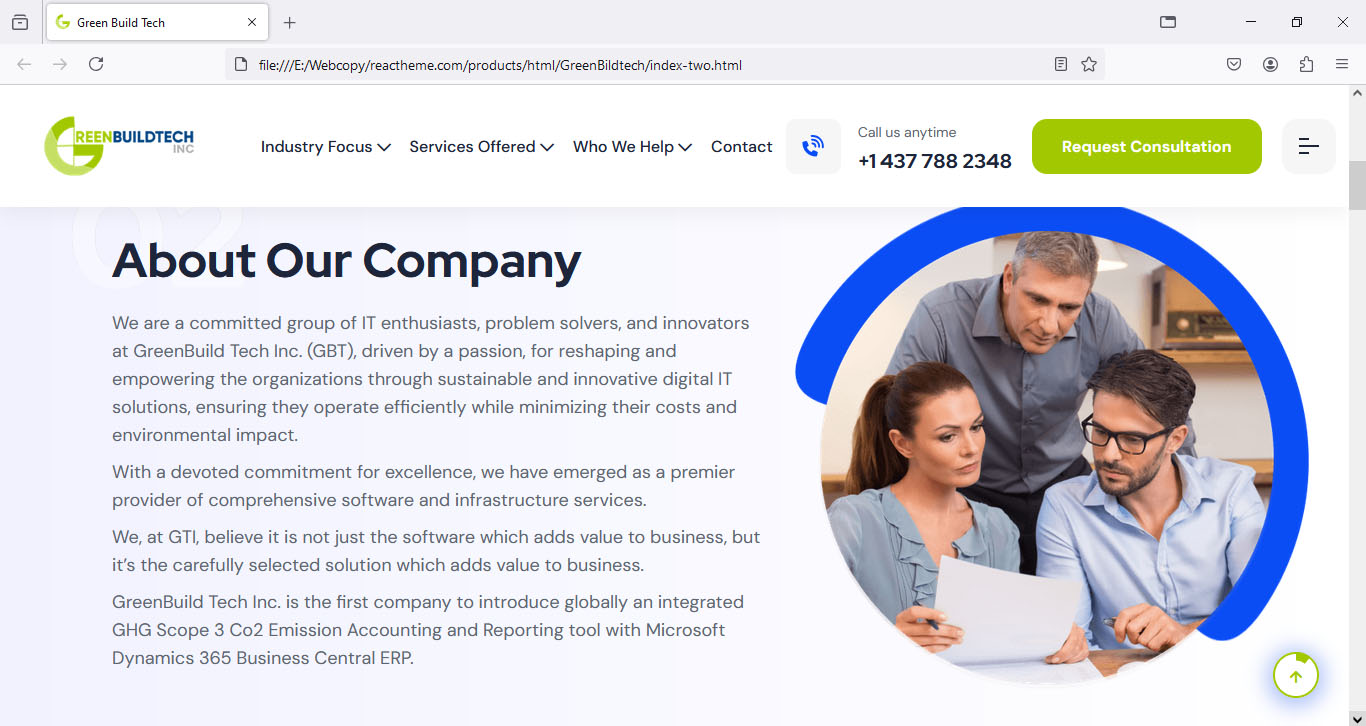 Green Build Tech
file:///E:/Webcopy/reactheme.com/products/html/GreenBildtech/index-two.html
GREENBUILDTECH
INC
Industry Focus
Services Offered
Who We Help
Contact
Call us anytime
+1 437 788 2348
Request Consultation
02
About Our Company
We are a committed group of IT enthusiasts, problem solvers, and innovators
at GreenBuild Tech Inc. (GBT), driven by a passion, for reshaping and
empowering the organizations through sustainable and innovative digital IT
solutions, ensuring they operate efficiently while minimizing their costs and
environmental impact.
With a devoted commitment for excellence, we have emerged as a premier
provider of comprehensive software and infrastructure services.
We, at GTI, believe it is not just the software which adds value to business, but
it’s the carefully selected solution which adds value to business.
GreenBuild Tech Inc. is the first company to introduce globally an integrated
GHG Scope 3 Co2 Emission Accounting and Reporting tool with Microsoft
Dynamics 365 Business Central ERP.